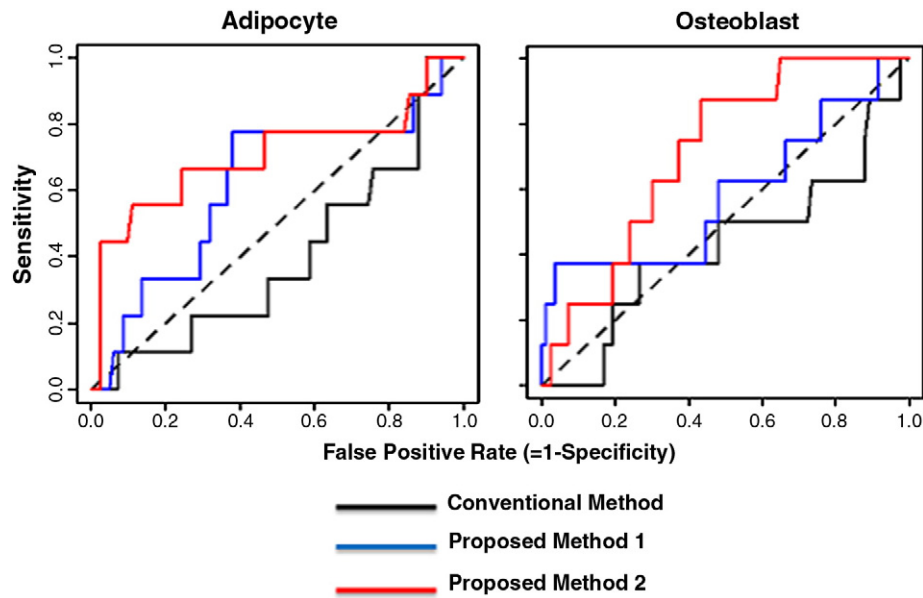 Adipocyte
Osteoblast
Sensitivity
1.0
0.8
0.6
0.4
0.2
0.0
0.0 0.2 0.4 0.6 0.8 1.0
0.0 0.2 0.4 0.6 0.8 1.0
False Positive Rate (=1-Specificity)
Conventional Method
Proposed Method 1
Proposed Method 2